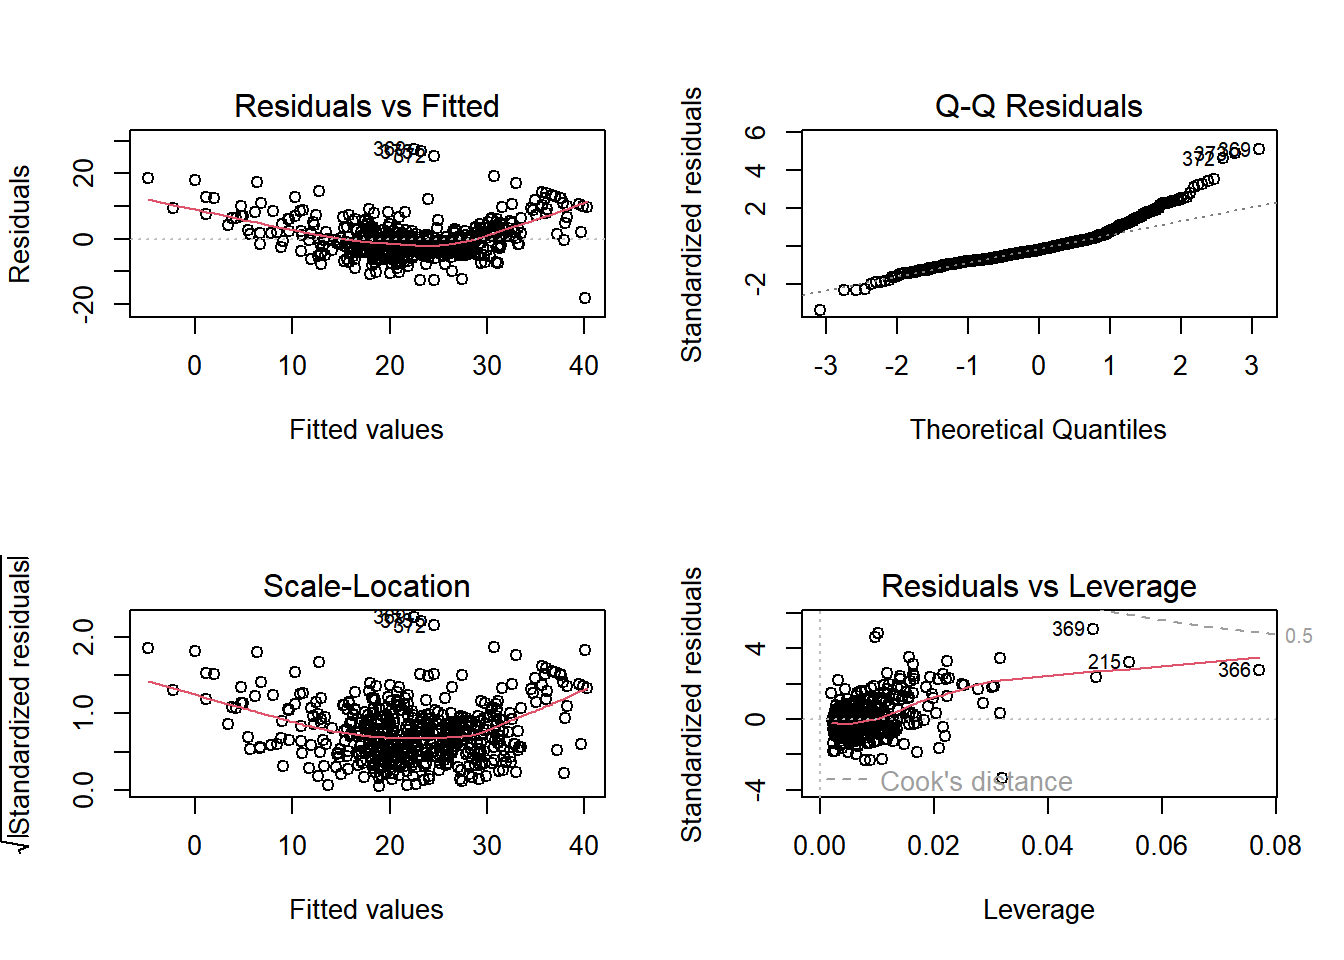 Residuals vs Fitted
Residuals
20
0
-20
372
0 10 20 30 40
Fitted values
Q-Q Residuals
Standardized residuals
6
4
2
-2
372
369
-3 -2 -1 0 1 2 3
Theoretical Quantiles
Scale-Location
√|Standardized residuals|
2.0
1.0
0.0
372
0 10 20 30 40
Fitted values
Residuals vs Leverage
Standardized residuals
4
0
-4
369
215
366
0.5
Cook's distance
0.00 0.02 0.04 0.06 0.08
Leverage